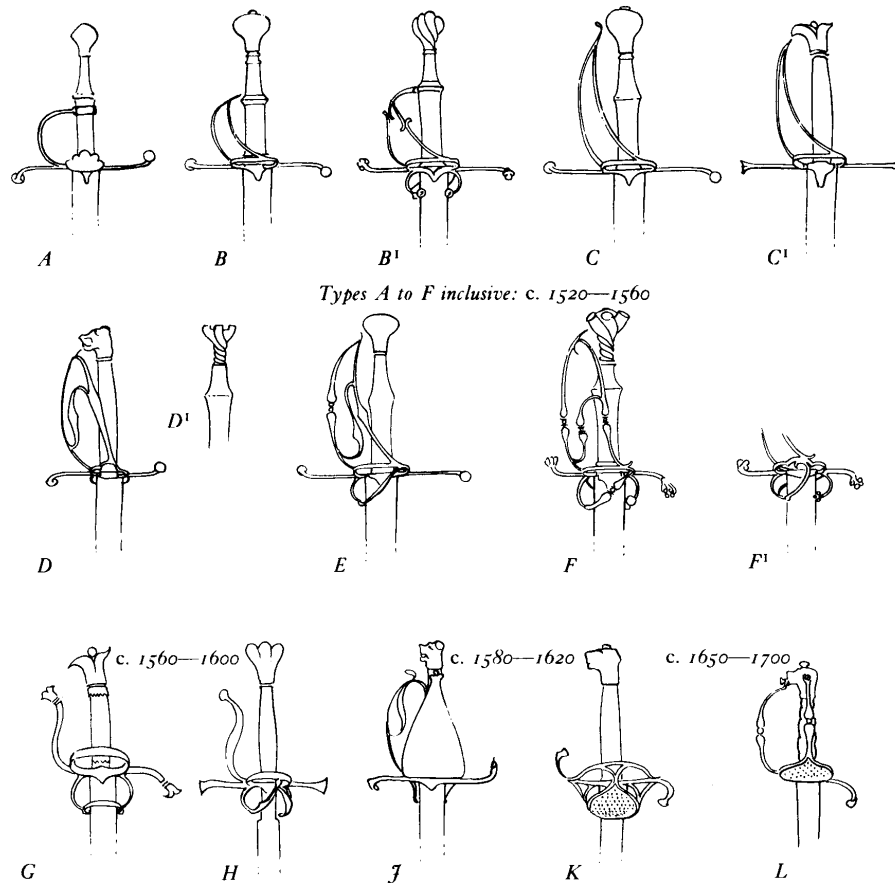 A B B¹ C C¹
Types A to F inclusive: c. 1520—1560
D¹
D E F F¹
c. 1560—1600 c. 1580—1620 c. 1650—1700
G H J K L